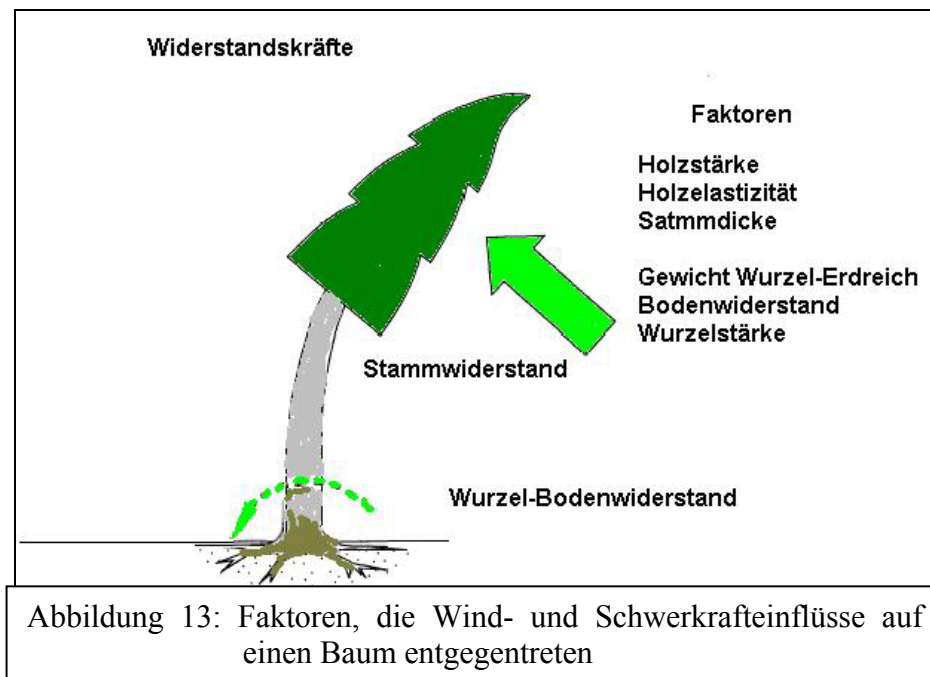 Widerstandskräfte
Faktoren
Holzstärke
Holzelastizität
Satmmdicke
Gewicht Wurzel-Erdreich
Bodenwiderstand
Wurzelstärke
Stammwiderstand
Wurzel-Bodenwiderstand
Abbildung 13: Faktoren, die Wind- und Schwerkrafteinflüsse auf
einen Baum entgegentreten